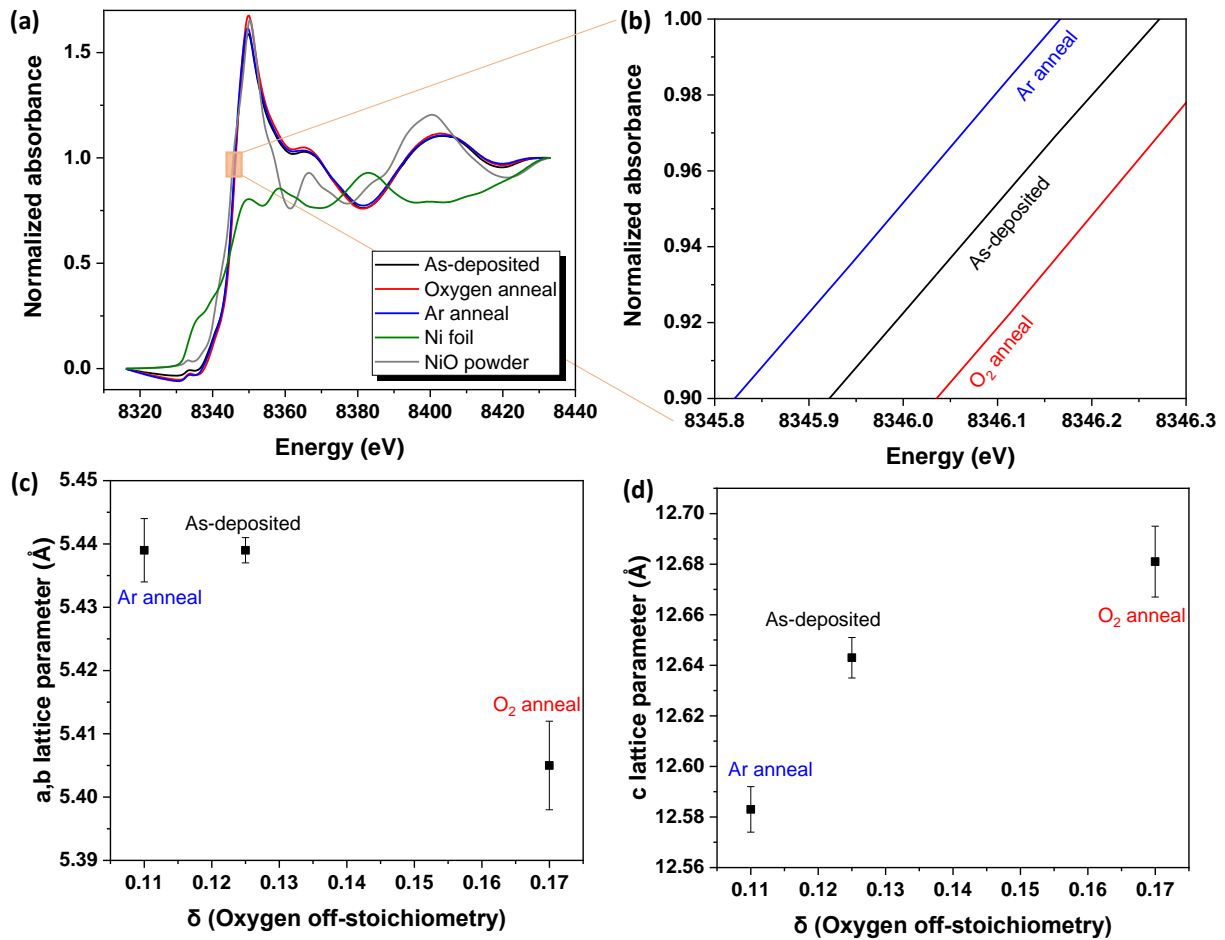 (a)
Normalized absorbance
1.5
1.0
0.5
0.0
8320 8340 8360 8380 8400 8420 8440
Energy (eV)
As-deposited
Oxygen anneal
Ar anneal
Ni foil
NiO powder
(b)
Normalized absorbance
1.00
0.98
0.96
0.94
0.92
0.90
8345.8 8345.9 8346.0 8346.1 8346.2 8346.3
Energy (eV)
Ar anneal
As-deposited
O2 anneal
(c)
a,b lattice parameter (Å)
5.45
5.44
5.43
5.42
5.41
5.40
5.39
As-deposited
Ar anneal
O2 anneal
0.11 0.12 0.13 0.14 0.15 0.16 0.17
δ (Oxygen off-stoichiometry)
(d)
c lattice parameter (Å)
12.70
12.68
12.66
12.64
12.62
12.60
12.58
12.56
O2 anneal
As-deposited
Ar anneal
0.11 0.12 0.13 0.14 0.15 0.16 0.17
δ (Oxygen off-stoichiometry)